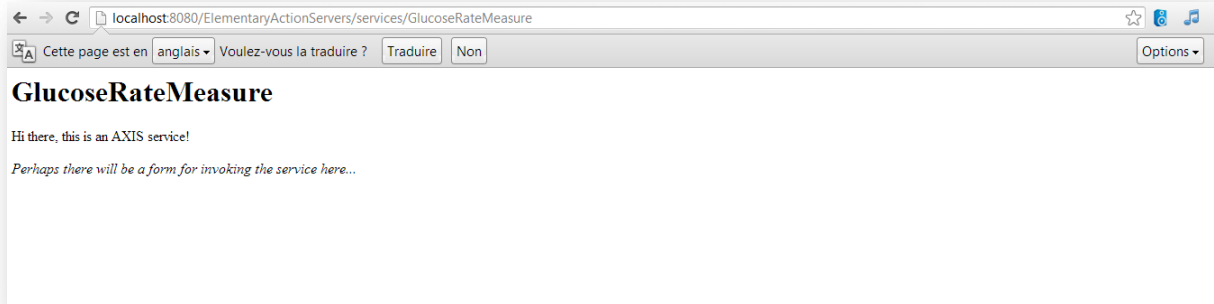 localhost:8080/ElementaryActionServers/services/GlucoseRateMeasure
Cette page est en anglais Voulez-vous la traduire ? Traduire Non Options
GlucoseRateMeasure
Hi there, this is an AXIS service!
Perhaps there will be a form for invoking the service here...